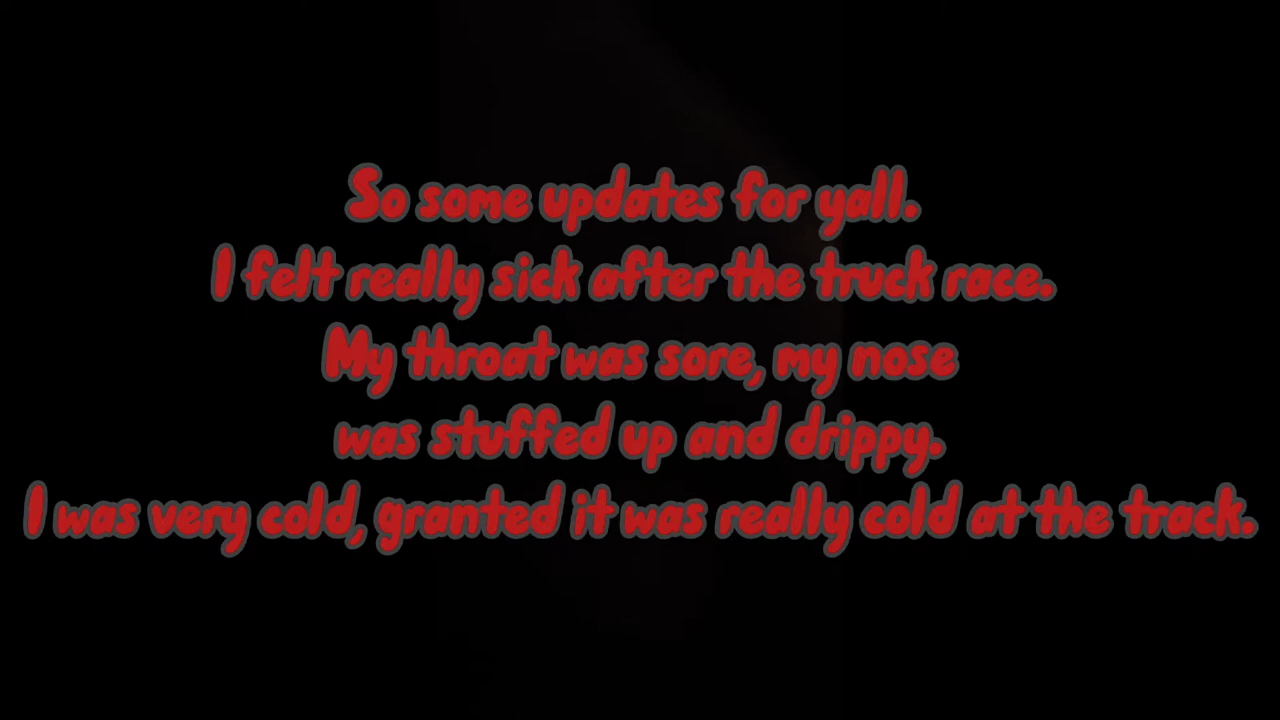 So some updates for yall.
I felt really sick after the truck race.
My throat was sore, my nose
was stuffed up and drippy.
I was very cold, granted it was really cold at the track.